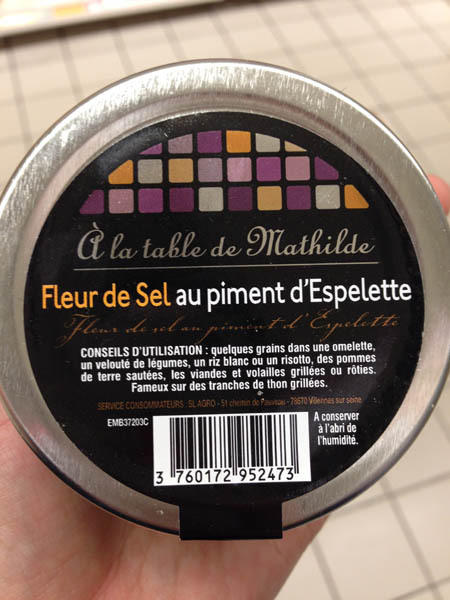 À la table de Mathilde
Fleur de Sel au piment d'Espelette
Fleur de sel au piment d'Espelette
CONSEILS D'UTILISATION : quelques grains dans une omelette,
un velouté de légumes, un riz blanc ou un risotto, des pommes
de terre sautées, les viandes et volailles grillées ou rôties.
Fameux sur des tranches de thon grillées.
SERVICE CONSOMMATEURS : SL AGRO - 51 chemin de Fauveau - 78670 Villennes sur seine
EMB37203C
A conserver
à l'abri de
l'humidité.
3 760172 952473